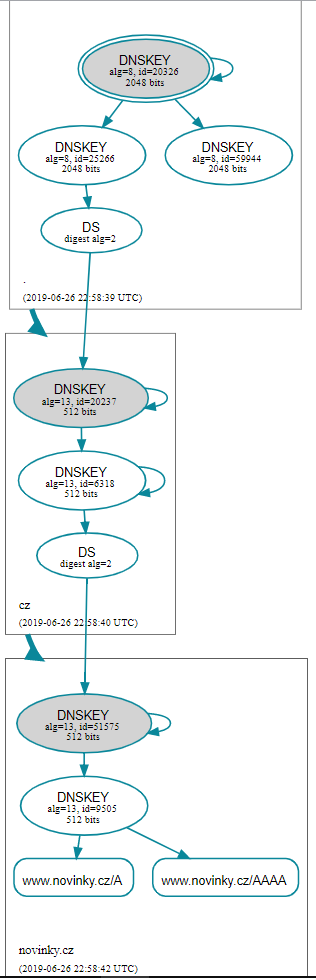 DNSKEY
alg=8, id=20326
2048 bits
DNSKEY
alg=8, id=25266
2048 bits
DNSKEY
alg=8, id=59944
2048 bits
DS
digest alg=2
.
(2019-06-26 22:58:39 UTC)
DNSKEY
alg=13, id=20237
512 bits
DNSKEY
alg=13, id=6318
512 bits
DS
digest alg=2
cz
(2019-06-26 22:58:40 UTC)
DNSKEY
alg=13, id=51575
512 bits
DNSKEY
alg=13, id=9505
512 bits
www.novinky.cz/A
www.novinky.cz/AAAA
novinky.cz
(2019-06-26 22:58:42 UTC)